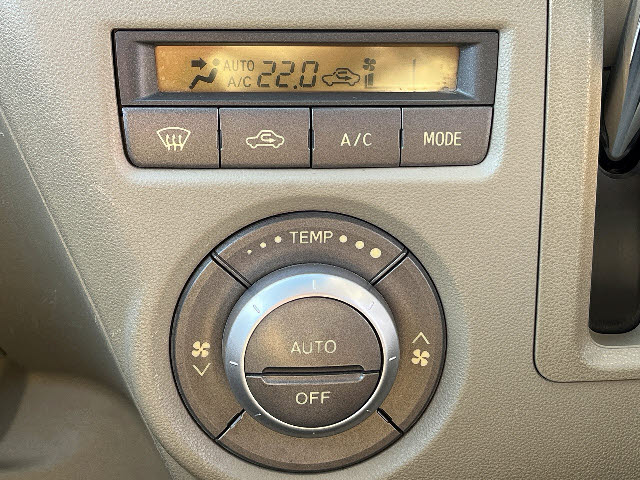 AUTO
A/C 22.0
A/C MODE
TEMP
AUTO
OFF